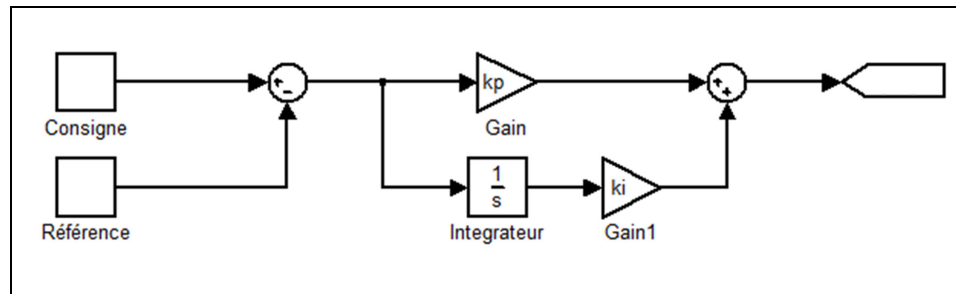 +
-
Consigne
kp
Gain
+
+
Référence
1
s
Integrateur
ki
Gain1